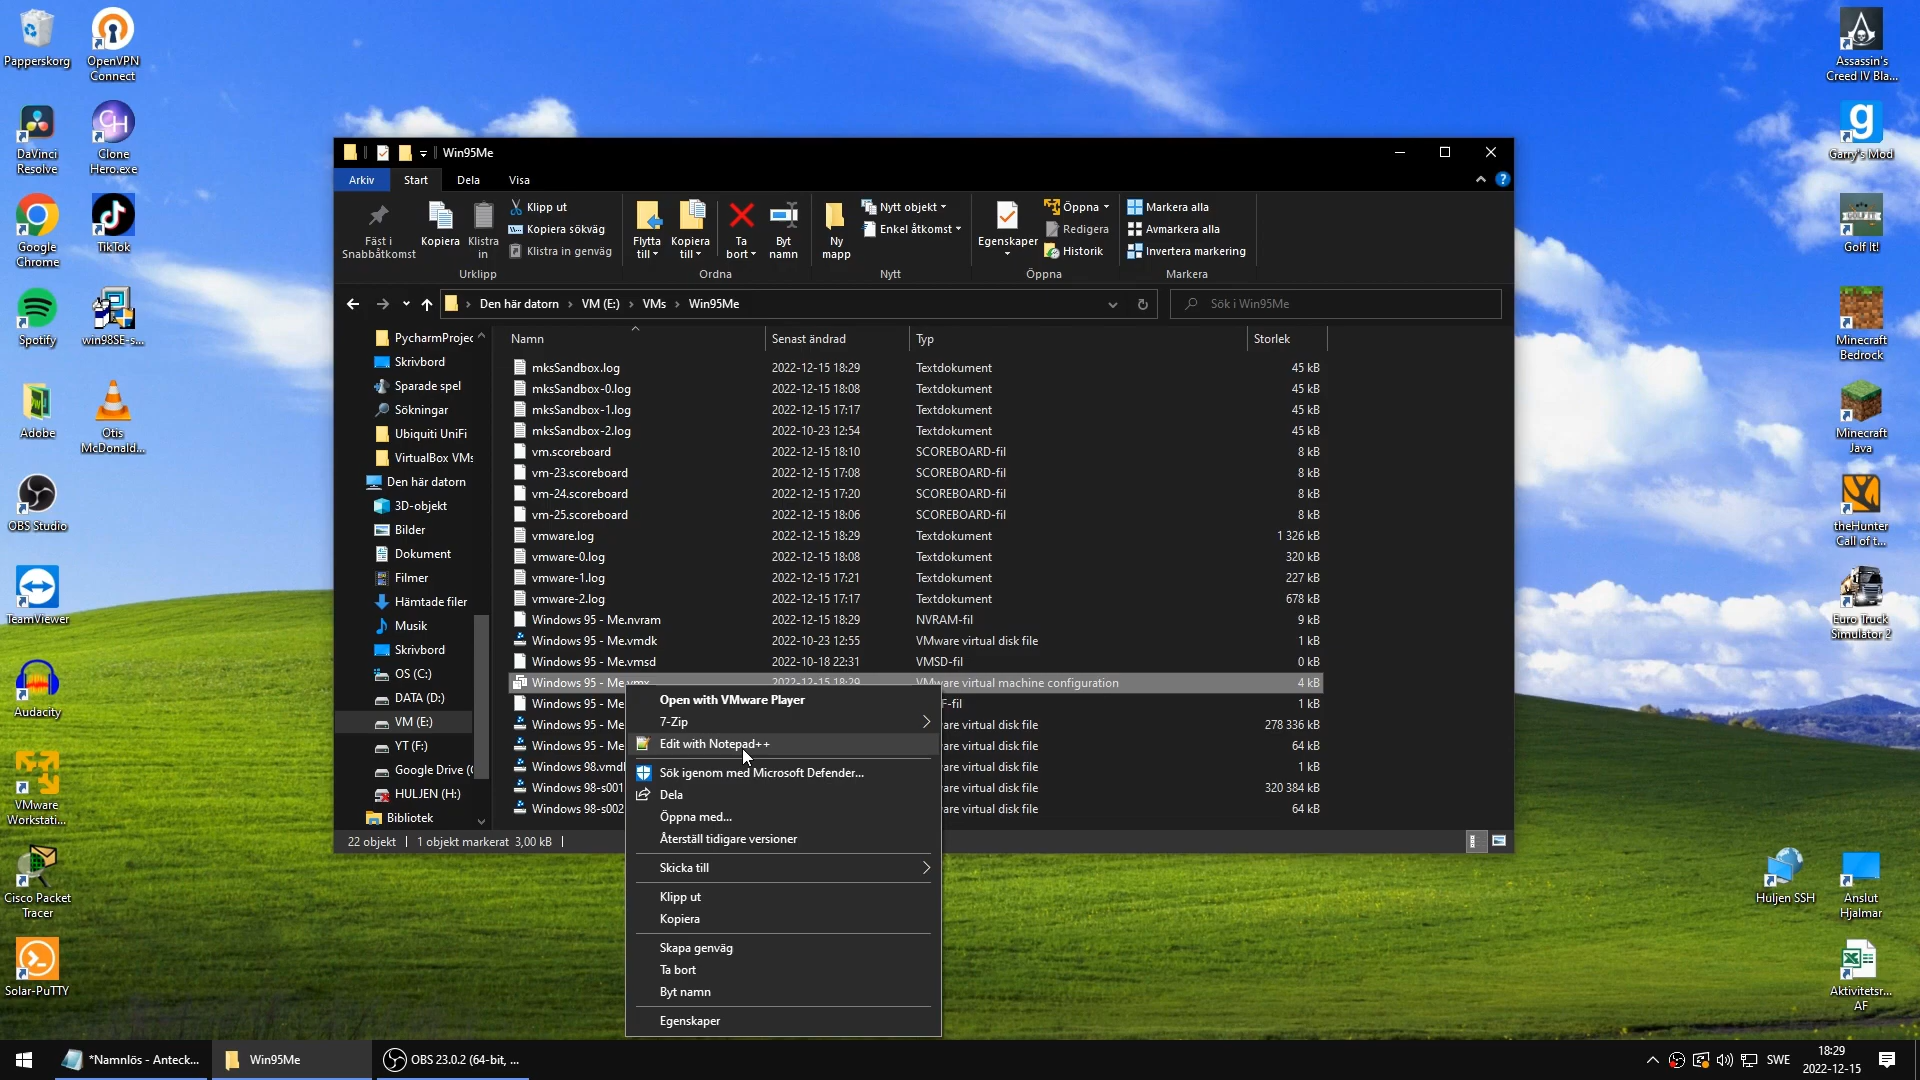 Papperskorg
OpenVPN
Connect
DaVinci
Resolve
Clone
Hero.exe
Google
Chrome
TikTok
Spotify
win98SE-s...
Adobe
Otis
McDonald...
OBS Studio
TeamViewer
Audacity
VMware
Workstati...
Cisco Packet
Tracer
Solar-PuTTY
Win95Me
Arkiv
Start
Dela
Visa
Fäst i
Snabbåtkomst
Kopiera
Klistra
in
Klipp ut
Kopiera sökväg
Klistra in genväg
Urklipp
Flytta
till
Kopiera
till
Ta
bort
Byt
namn
Ordna
Ny
mapp
Nytt objekt
Enkel åtkomst
Nytt
Egenskaper
Öppna
Redigera
Historik
Öppna
Markera alla
Avmarkera alla
Invertera markering
Markera
Den här datorn > VM (E:) > VMs > Win95Me
Sök i Win95Me
PycharmProjec
Skrivbord
Sparade spel
Sökningar
Ubiquiti UniFi
VirtualBox VMs
Den här datorn
3D-objekt
Bilder
Dokument
Filmer
Hämtade filer
Musik
Skrivbord
OS (C:)
DATA (D:)
VM (E:)
YT (F:)
Google Drive (
HULJEN (H:)
Bibliotek
Namn Senast ändrad Typ Storlek
mksSandbox.log 2022-12-15 18:29 Textdokument 45 kB
mksSandbox-0.log 2022-12-15 18:08 Textdokument 45 kB
mksSandbox-1.log 2022-12-15 17:17 Textdokument 45 kB
mksSandbox-2.log 2022-10-23 12:54 Textdokument 45 kB
vm.scoreboard 2022-12-15 18:10 SCOREBOARD-fil 8 kB
vm-23.scoreboard 2022-12-15 17:08 SCOREBOARD-fil 8 kB
vm-24.scoreboard 2022-12-15 17:20 SCOREBOARD-fil 8 kB
vm-25.scoreboard 2022-12-15 18:06 SCOREBOARD-fil 8 kB
vmware.log 2022-12-15 18:29 Textdokument 1 326 kB
vmware-0.log 2022-12-15 18:08 Textdokument 320 kB
vmware-1.log 2022-12-15 17:21 Textdokument 227 kB
vmware-2.log 2022-12-15 17:17 Textdokument 678 kB
Windows 95 - Me.nvram 2022-12-15 18:29 NVRAM-fil 9 kB
Windows 95 - Me.vmdk 2022-10-23 12:55 VMware virtual disk file 1 kB
Windows 95 - Me.vmsd 2022-10-18 22:31 VMSD-fil 0 kB
Windows 95 - Me.vmx 2022-12-15 18:29 VMware virtual machine configuration 4 kB
Windows 95 - Me F-fil 1 kB
Windows 95 - Me are virtual disk file 278 336 kB
Windows 95 - Me are virtual disk file 64 kB
Windows 98.vmd are virtual disk file 1 kB
Windows 98-s001 are virtual disk file 320 384 kB
Windows 98-s002 are virtual disk file 64 kB
22 objekt 1 objekt markerat 3,00 kB
Open with VMware Player
7-Zip
Edit with Notepad++
Sök igenom med Microsoft Defender...
Dela
Öppna med...
Återställ tidigare versioner
Skicka till
Klipp ut
Kopiera
Skapa genväg
Ta bort
Byt namn
Egenskaper
Assassin's
Creed IV Bla...
g
Garry's Mod
GOLF IT!
Golf It!
Minecraft
Bedrock
Minecraft
Java
theHunter
Call of t...
Euro Truck
Simulator 2
Huljen SSH
Anslut
Hjalmar
Aktivitetsr...
AF
*Namnlös - Anteck...
Win95Me
OBS 23.0.2 (64-bit, ...
SWE
18:29
2022-12-15